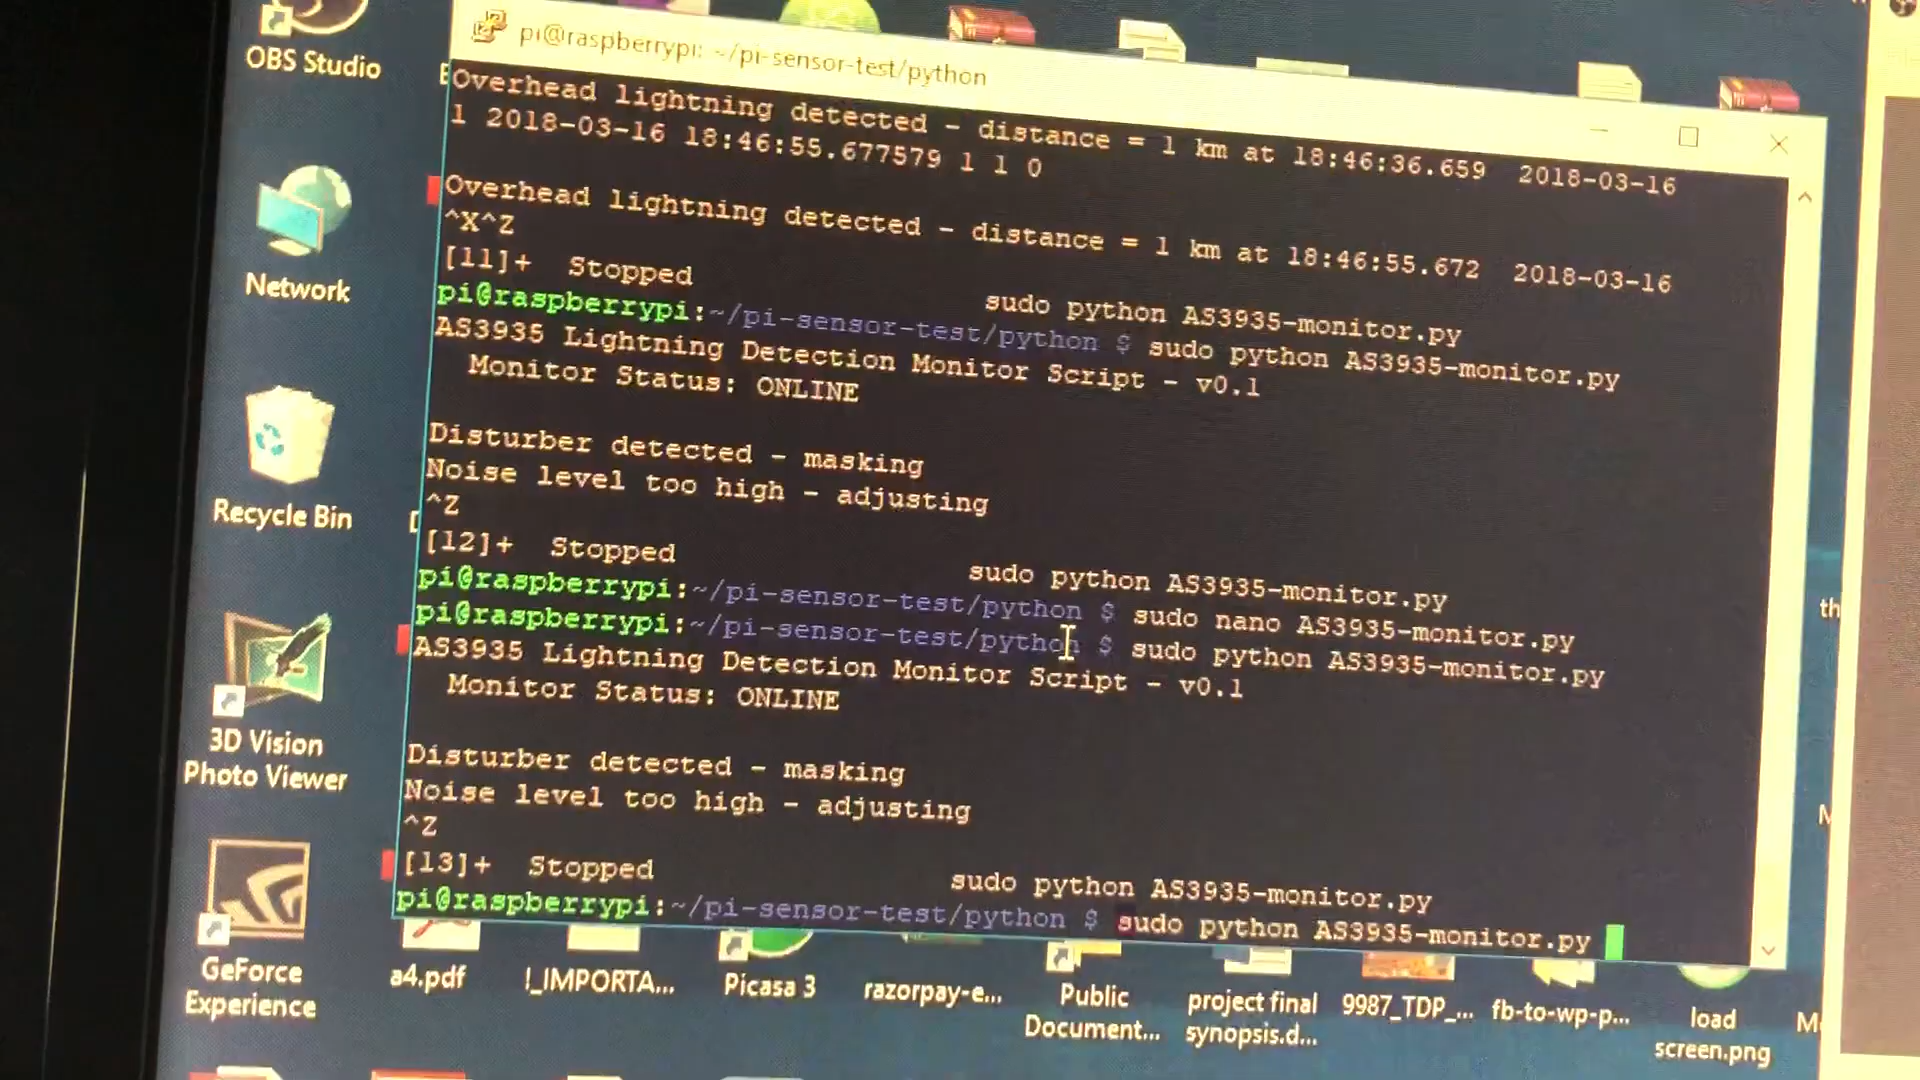 OBS Studio
pi@raspberrypi: ~/pi-sensor-test/python
Overhead lightning detected - distance = 1 km at 18:46:36.659  2018-03-16
1 2018-03-16 18:46:55.677579 1 1 0
Overhead lightning detected - distance = 1 km at 18:46:55.672  2018-03-16
^X^Z
[11]+  Stopped                 sudo python AS3935-monitor.py
pi@raspberrypi:~/pi-sensor-test/python $ sudo python AS3935-monitor.py
AS3935 Lightning Detection Monitor Script - v0.1
Monitor Status: ONLINE
Disturber detected - masking
Noise level too high - adjusting
^Z
[12]+  Stopped                 sudo python AS3935-monitor.py
pi@raspberrypi:~/pi-sensor-test/python $ sudo nano AS3935-monitor.py
pi@raspberrypi:~/pi-sensor-test/python $ sudo python AS3935-monitor.py
AS3935 Lightning Detection Monitor Script - v0.1
Monitor Status: ONLINE
Disturber detected - masking
Noise level too high - adjusting
^Z
[13]+  Stopped                 sudo python AS3935-monitor.py
pi@raspberrypi:~/pi-sensor-test/python $ sudo python AS3935-monitor.py
Network
Recycle Bin
3D Vision
Photo Viewer
GeForce
Experience
a4.pdf
!_IMPORTA...
Picasa 3
razorpay-e...
Public
Document...
project final
synopsis.d...
9987_TDP_...
fb-to-wp-p...
load
screen.png